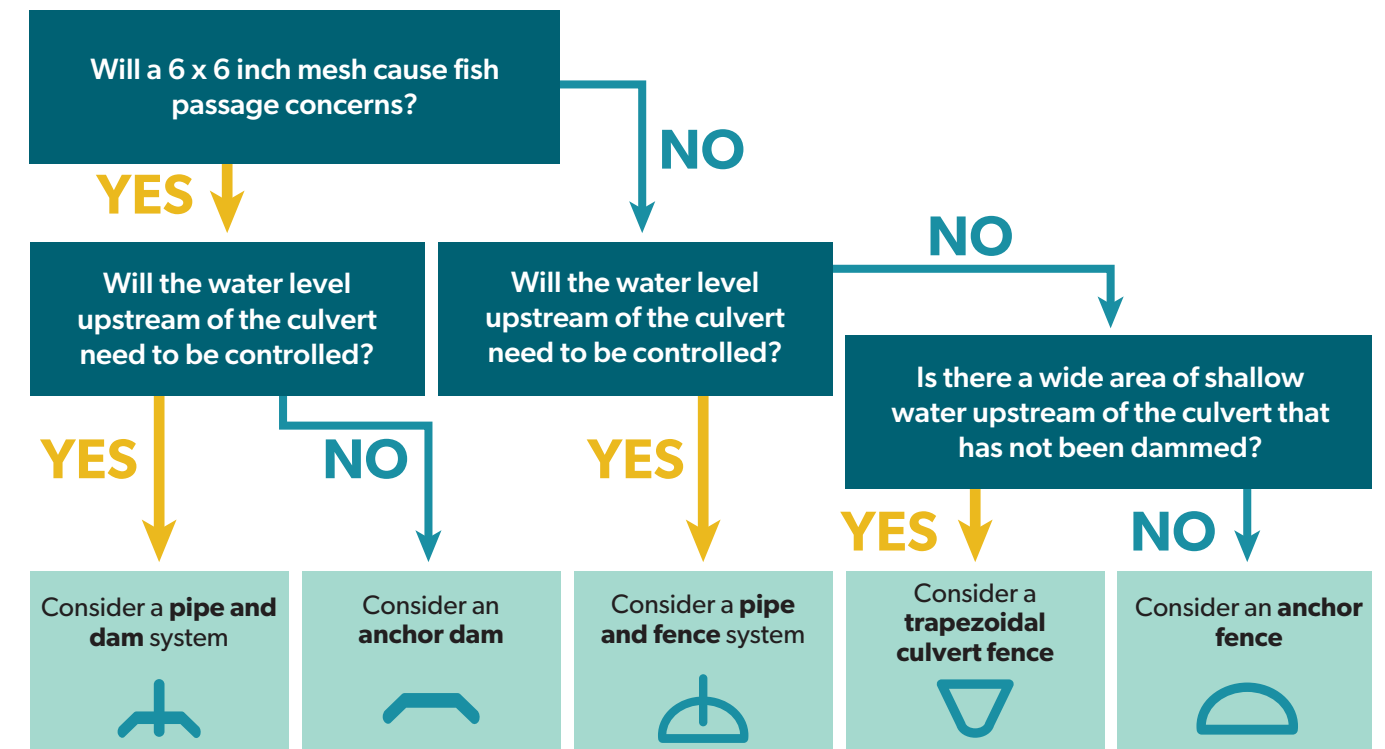 Will a 6 x 6 inch mesh cause fish
passage concerns?
NO
YES
NO
Will the water level
upstream of the culvert
need to be controlled?
Will the water level
upstream of the culvert
need to be controlled?
Is there a wide area of shallow
water upstream of the culvert that
has not been dammed?
YES
NO
YES
YES
NO
Consider a pipe and
dam system
Consider an
anchor dam
Consider a pipe
and fence system
Consider a
trapezoidal
culvert fence
Consider an anchor
fence